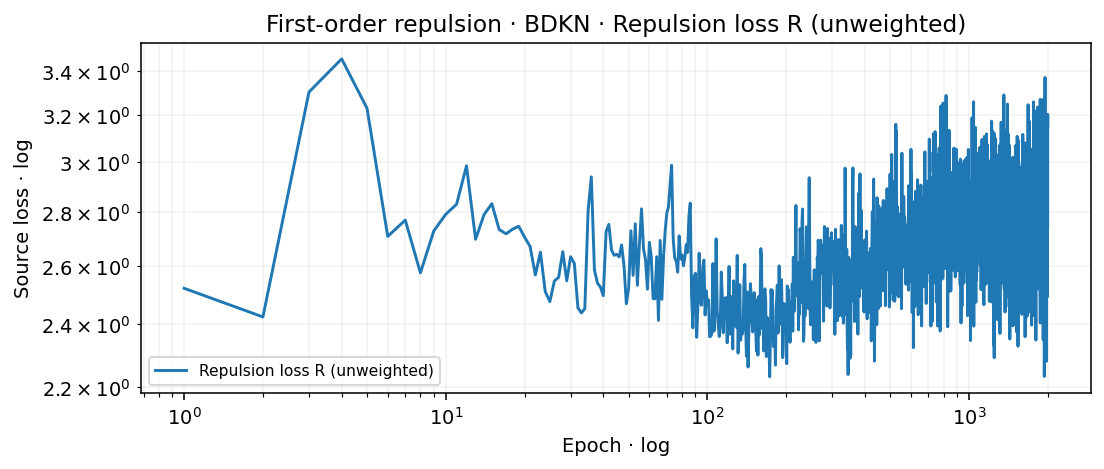 First-order repulsion · BDKN · Repulsion loss R (unweighted)
Source loss · log
3.4 × 10⁰
3.2 × 10⁰
3 × 10⁰
2.8 × 10⁰
2.6 × 10⁰
2.4 × 10⁰
2.2 × 10⁰
Repulsion loss R (unweighted)
10⁰ 10¹ 10² 10³
Epoch · log